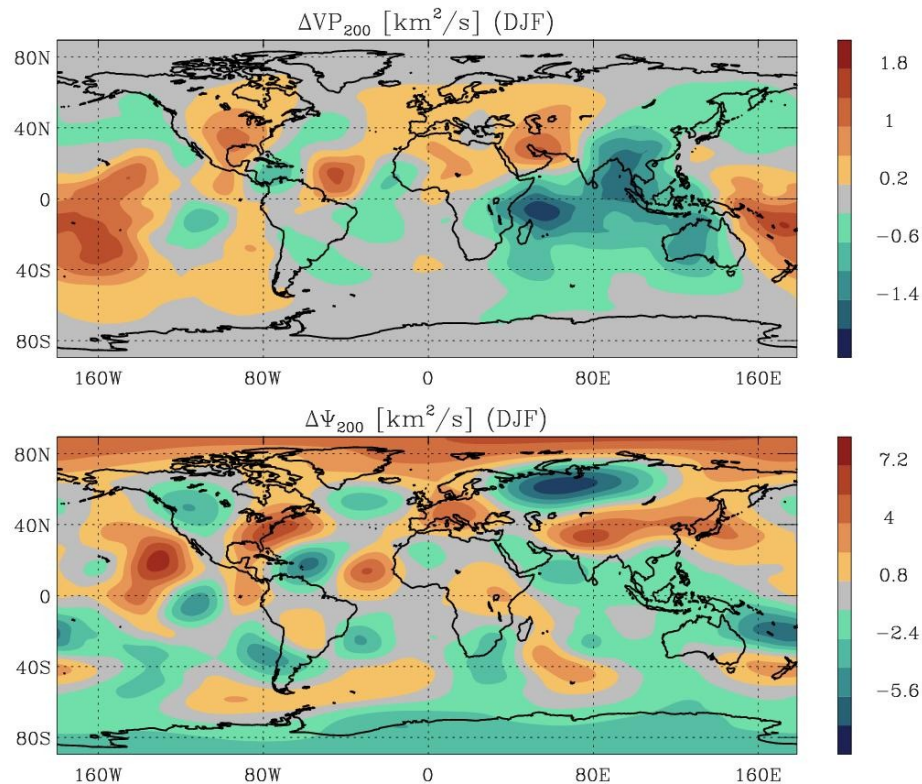 ΔVP₂₀₀ [km²/s] (DJF)
80N
40N
0
40S
80S
160W 80W 0 80E 160E
1.8
1
0.2
−0.6
−1.4
ΔΨ₂₀₀ [km²/s] (DJF)
80N
40N
0
40S
80S
160W 80W 0 80E 160E
7.2
4
0.8
−2.4
−5.6